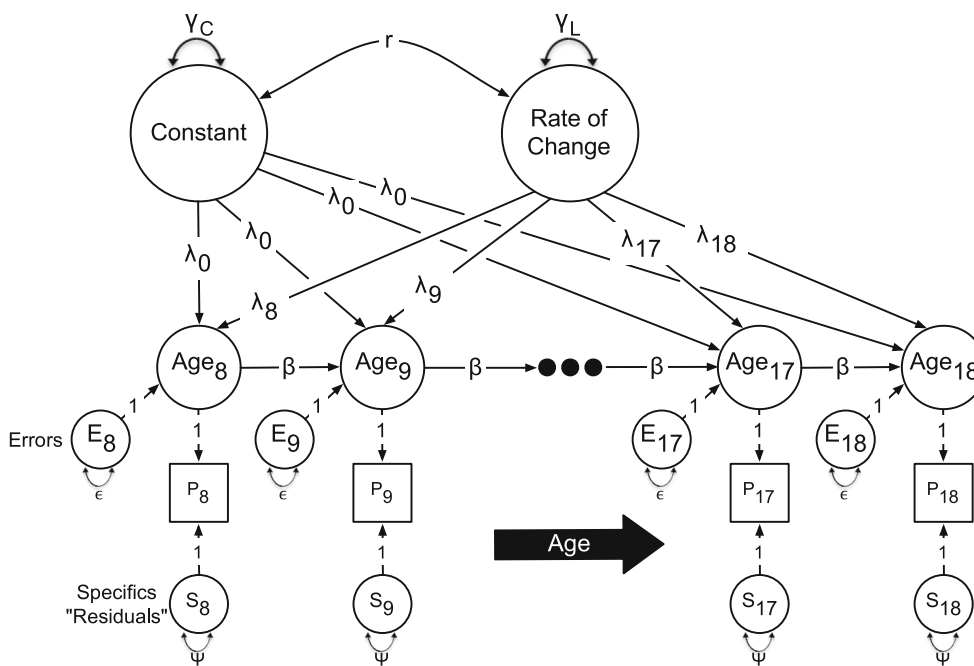 γC
r
γL
Constant
Rate of
Change
λ0
λ0
λ0
λ0
λ8
λ9
λ17
λ18
Age8
β
Age9
β
β
Age17
β
Age18
1
1
1
1
Errors
E8
E9
E17
E18
1
1
1
1
ϵ
ϵ
ϵ
ϵ
P8
P9
P17
P18
Age
1
1
1
1
Specifics
"Residuals"
S8
S9
S17
S18
Ψ
Ψ
Ψ
Ψ